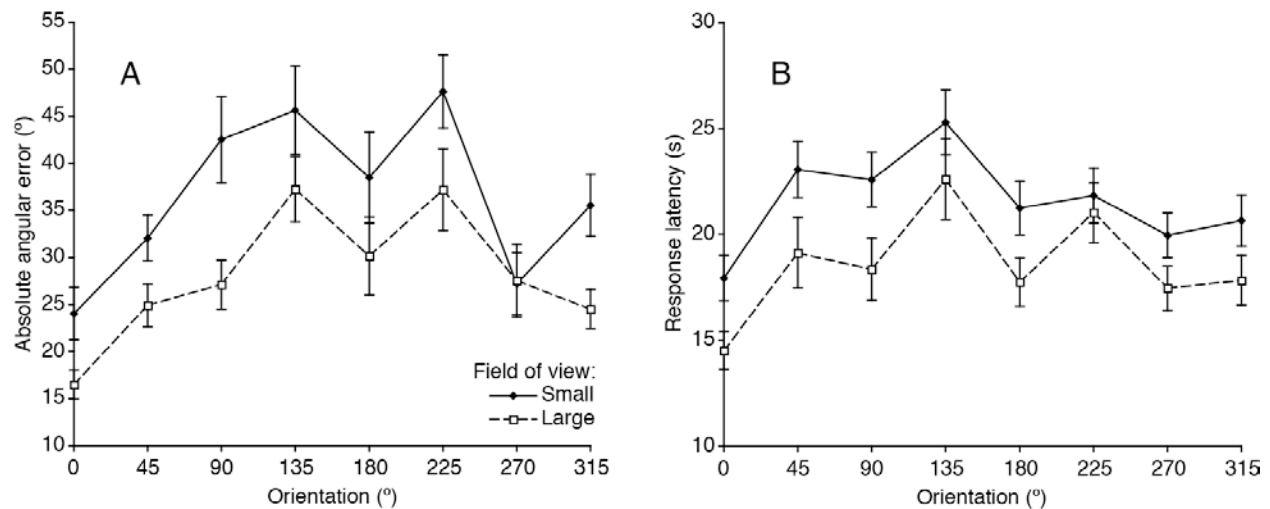 A
Absolute angular error (º)
55
50
45
40
35
30
25
20
15
10
0 45 90 135 180 225 270 315
Orientation (º)
Field of view:
Small
Large
B
Response latency (s)
30
25
20
15
10
0 45 90 135 180 225 270 315
Orientation (º)